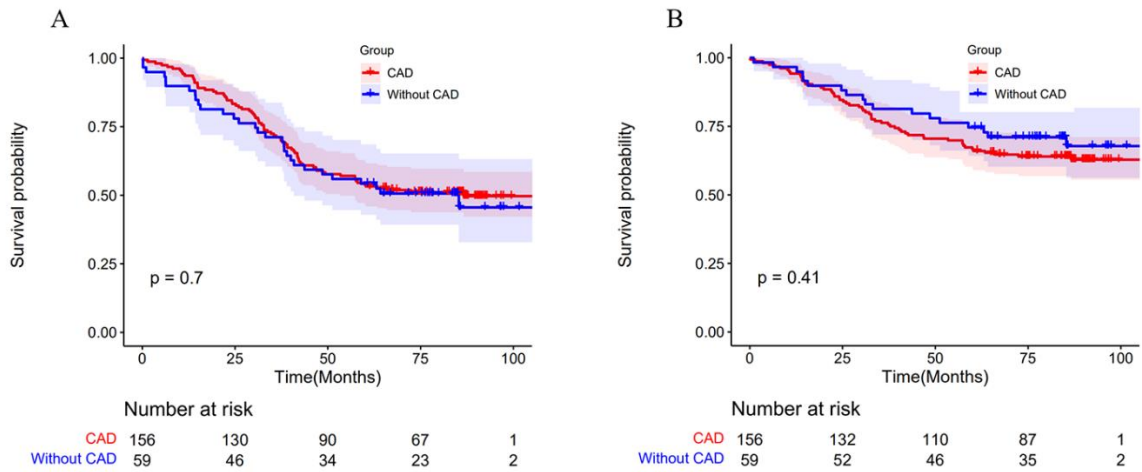 A
Survival probability
1.00
0.75
0.50
0.25
0.00
Group
CAD
Without CAD
p = 0.7
0 25 50 75 100
Time(Months)
Number at risk
CAD 156 130 90 67 1
Without CAD 59 46 34 23 2
B
Survival probability
1.00
0.75
0.50
0.25
0.00
Group
CAD
Without CAD
p = 0.41
0 25 50 75 100
Time(Months)
Number at risk
CAD 156 132 110 87 1
Without CAD 59 52 46 35 2